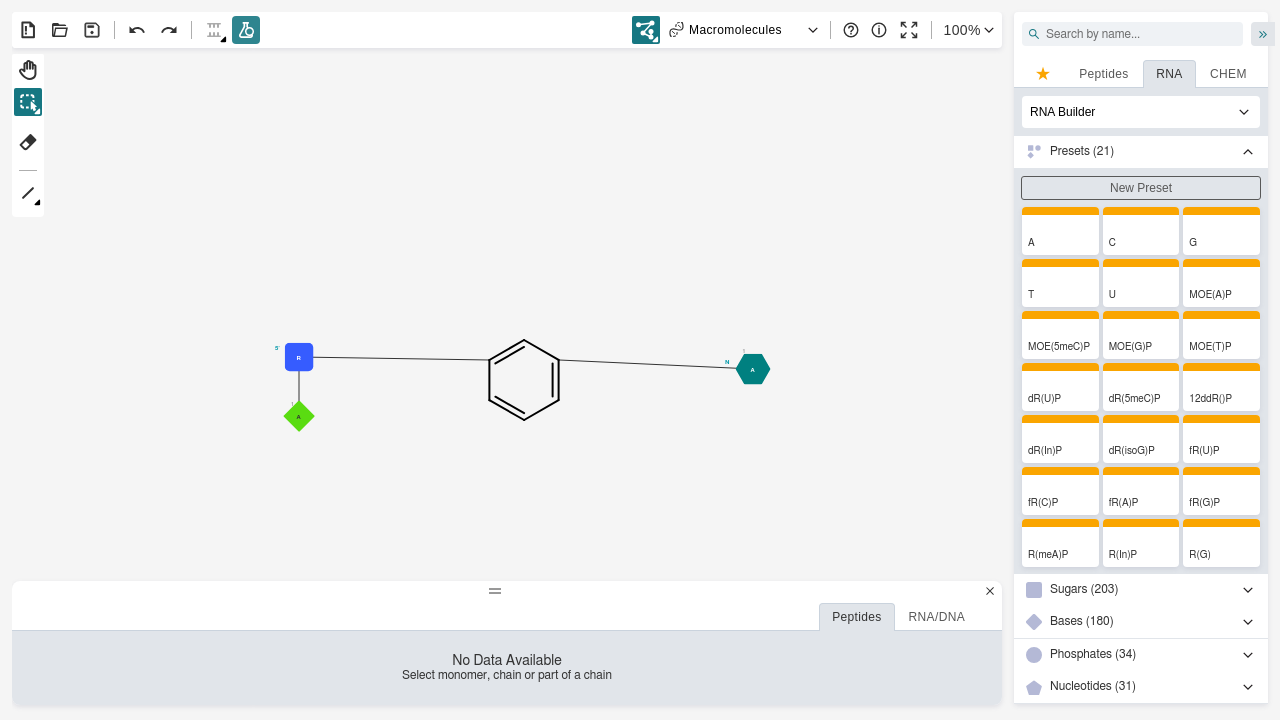 Macromolecules
100%
Search by name...
Peptides
RNA
CHEM
RNA Builder
Presets (21)
New Preset
A
C
G
T
U
MOE(A)P
MOE(5meC)P
MOE(G)P
MOE(T)P
dR(U)P
dR(5meC)P
12ddR()P
dR(In)P
dR(isoG)P
fR(U)P
fR(C)P
fR(A)P
fR(G)P
R(meA)P
R(In)P
R(G)
Sugars (203)
Bases (180)
Phosphates (34)
Nucleotides (31)
5'
R
1
A
N
1
A
Peptides
RNA/DNA
No Data Available
Select monomer, chain or part of a chain